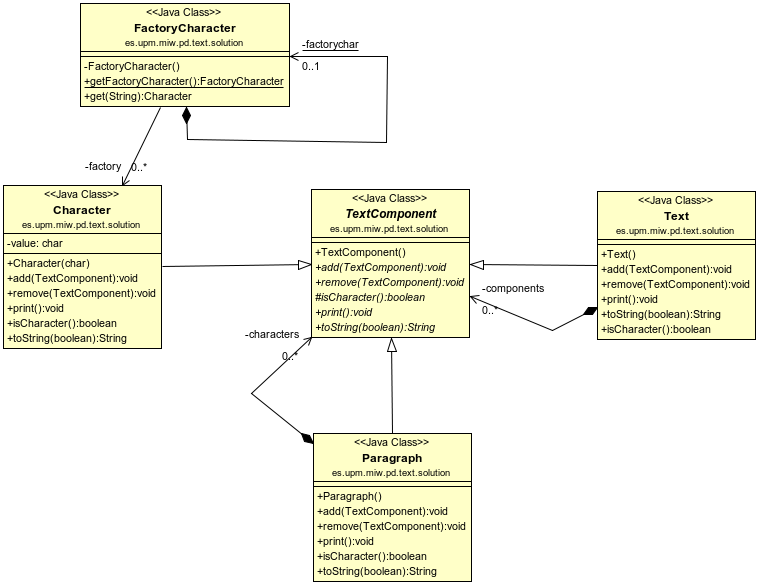 <<Java Class>>
FactoryCharacter
es.upm.miw.pd.text.solution
-FactoryCharacter()
+getFactoryCharacter():FactoryCharacter
+get(String):Character
-factorychar
0..1
-factory
0..*
<<Java Class>>
Character
es.upm.miw.pd.text.solution
-value: char
+Character(char)
+add(TextComponent):void
+remove(TextComponent):void
+print():void
+isCharacter():boolean
+toString(boolean):String
<<Java Class>>
TextComponent
es.upm.miw.pd.text.solution
+TextComponent()
+add(TextComponent):void
+remove(TextComponent):void
#isCharacter():boolean
+print():void
+toString(boolean):String
<<Java Class>>
Text
es.upm.miw.pd.text.solution
+Text()
+add(TextComponent):void
+remove(TextComponent):void
+print():void
+toString(boolean):String
+isCharacter():boolean
-components
0..*
-characters
0..*
<<Java Class>>
Paragraph
es.upm.miw.pd.text.solution
+Paragraph()
+add(TextComponent):void
+remove(TextComponent):void
+print():void
+isCharacter():boolean
+toString(boolean):String